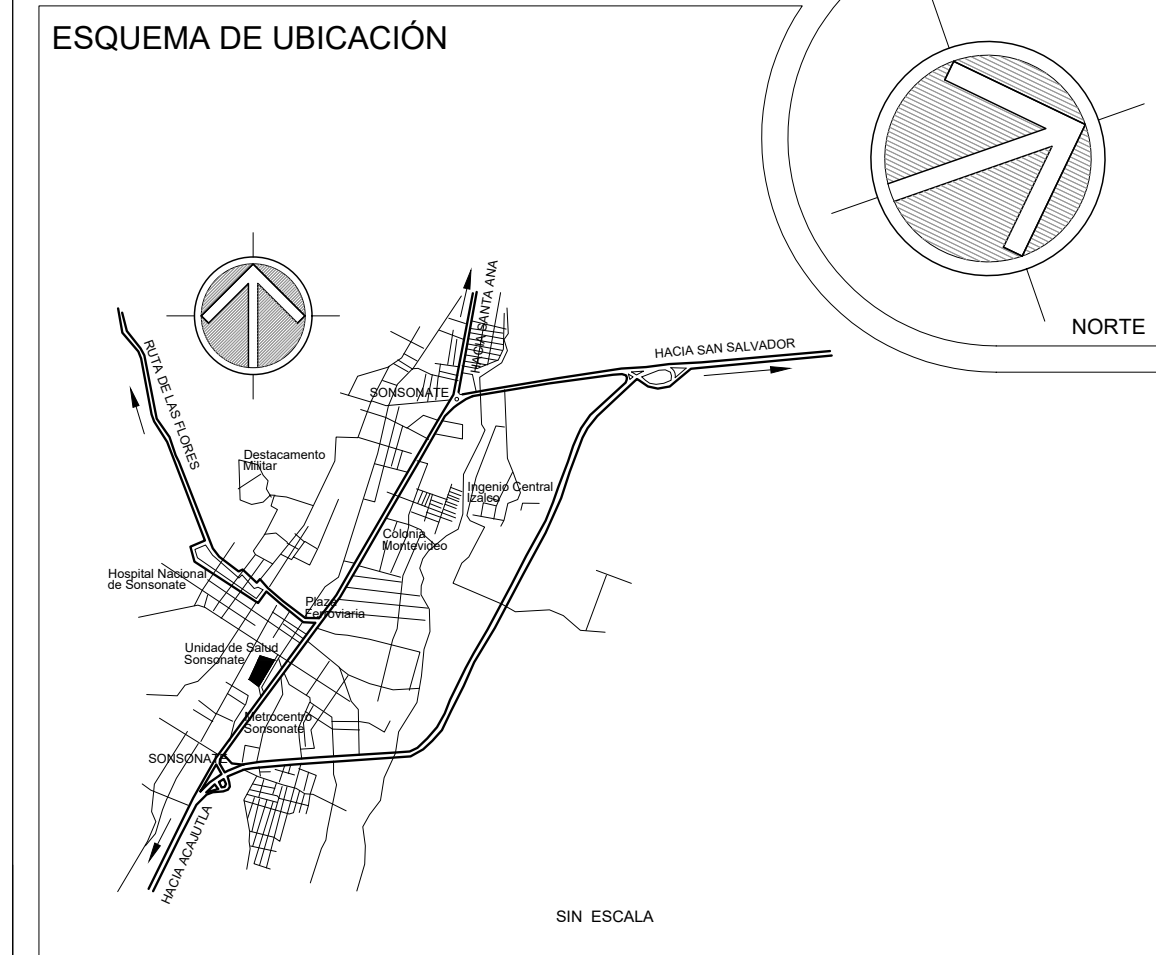 ESQUEMA DE UBICACIÓN
NORTE
HACIA SANTA ANA
HACIA SAN SALVADOR
RUTA DE LAS FLORES
SONSONATE
Destacamento
Militar
Ingenio Central
Izalco
Colonia
Montevideo
Hospital Nacional
de Sonsonate
Plaza
Ferroviaria
Unidad de Salud
Sonsonate
Metrocentro
Sonsonate
SONSONATE
HACIA ACAJUTLA
SIN ESCALA